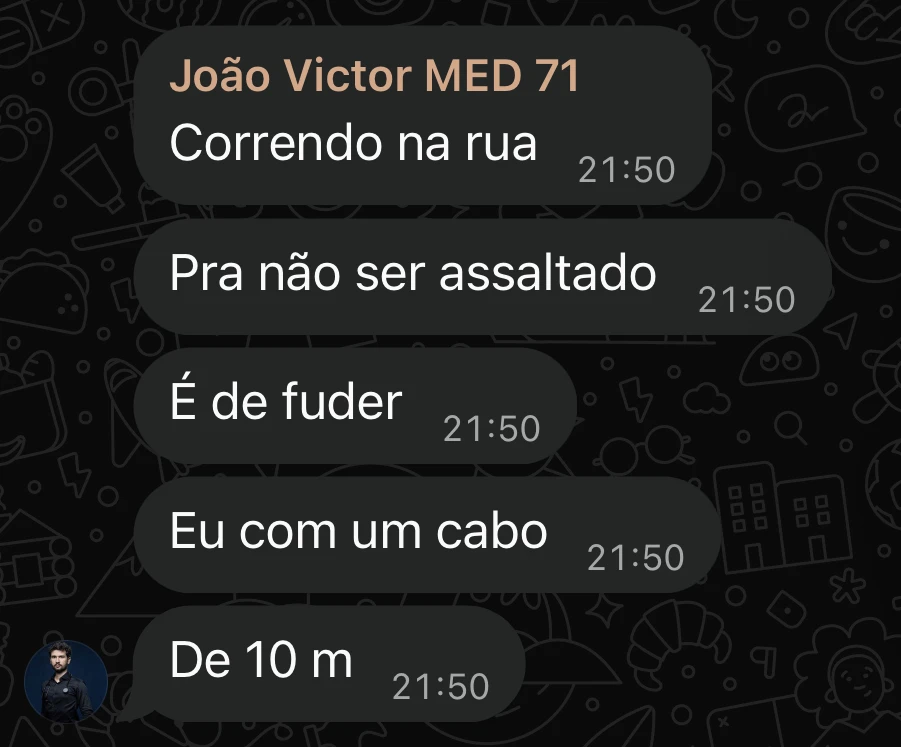 João Victor MED 71
Correndo na rua
21:50
Pra não ser assaltado
21:50
É de fuder
21:50
Eu com um cabo
21:50
De 10 m
21:50